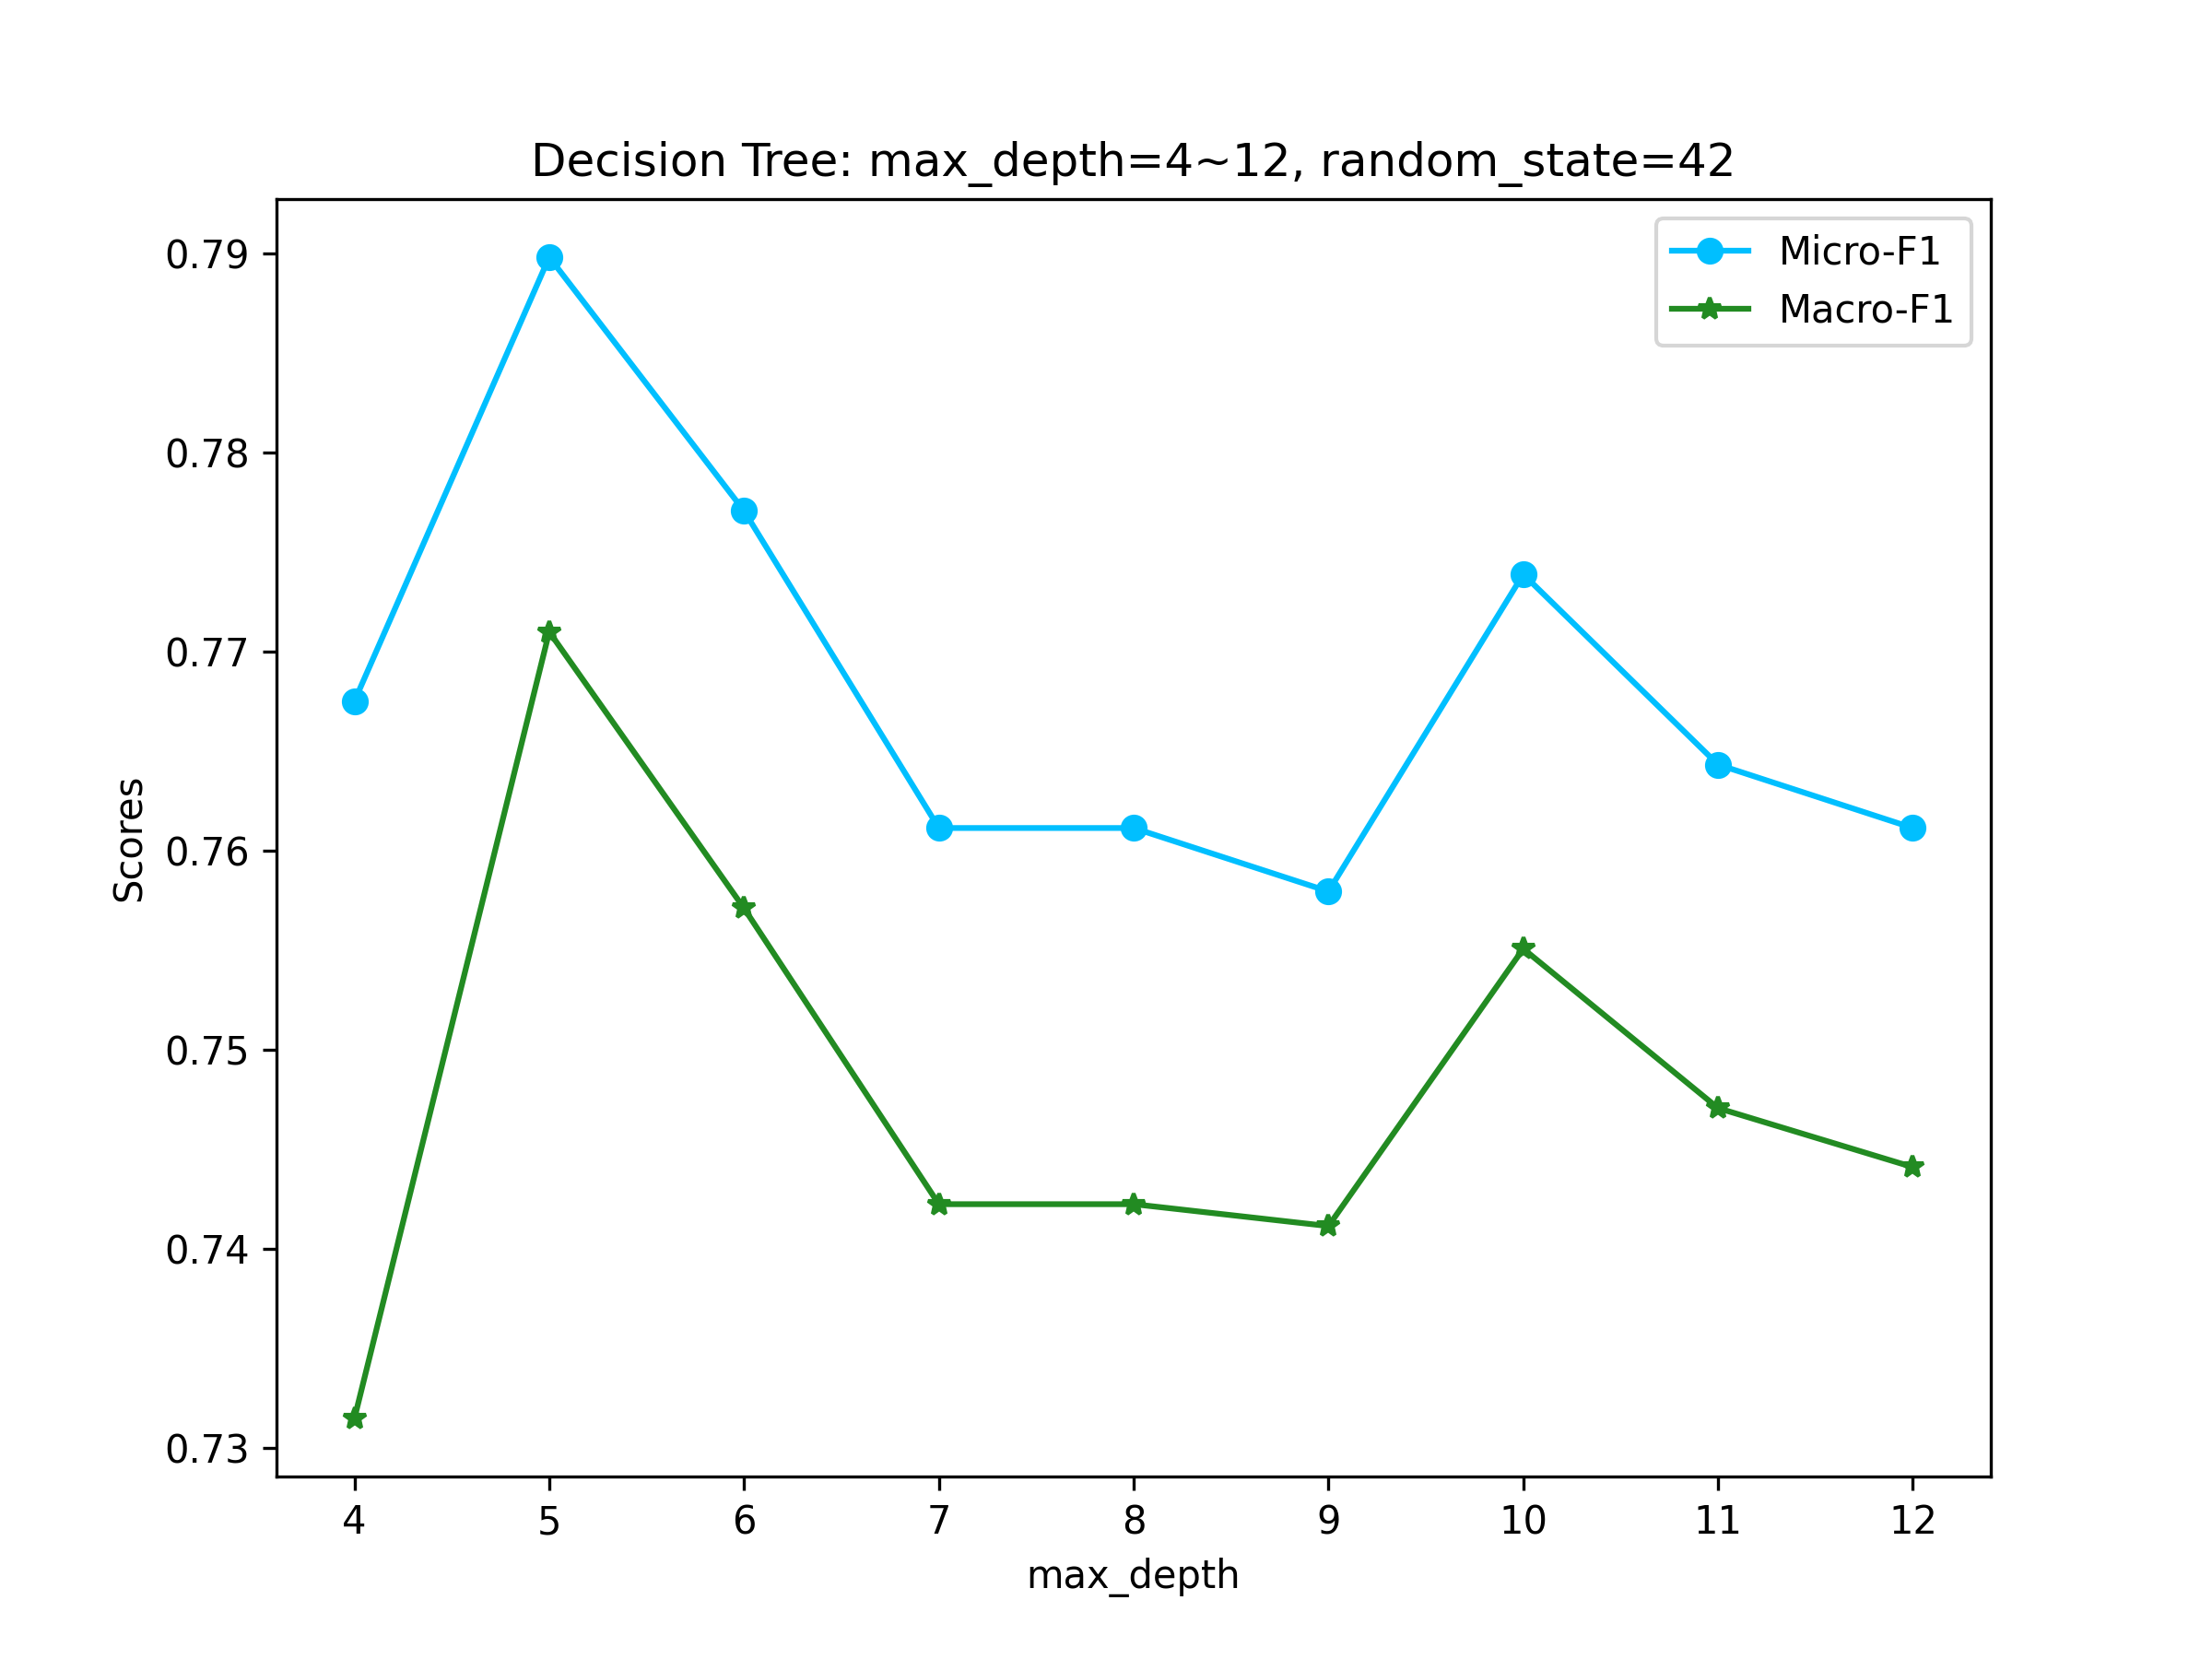 Decision Tree: max_depth=4~12, random_state=42
Micro-F1
Macro-F1
0.79
0.78
0.77
0.76
0.75
0.74
0.73
Scores
4 5 6 7 8 9 10 11 12
max_depth